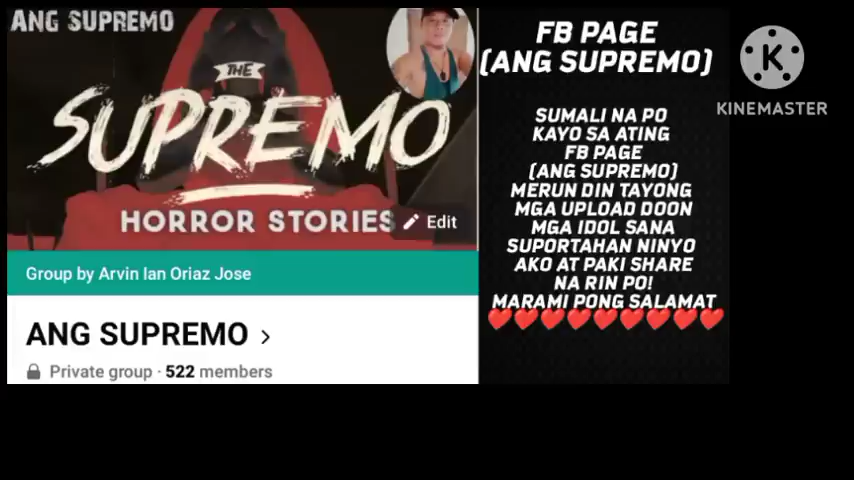 ANG SUPREMO
THE
SUPREMO
HORROR STORIES
Edit
Group by Arvin Ian Oriaz Jose
ANG SUPREMO >
Private group · 522 members
FB PAGE
(ANG SUPREMO)
SUMALI NA PO
KAYO SA ATING
FB PAGE
(ANG SUPREMO)
MERUN DIN TAYONG
MGA UPLOAD DOON
MGA IDOL SANA
SUPORTAHAN NINYO
AKO AT PAKI SHARE
NA RIN PO!
MARAMI PONG SALAMAT
❤️❤️❤️❤️❤️❤️❤️❤️❤️
K
KINEMASTER